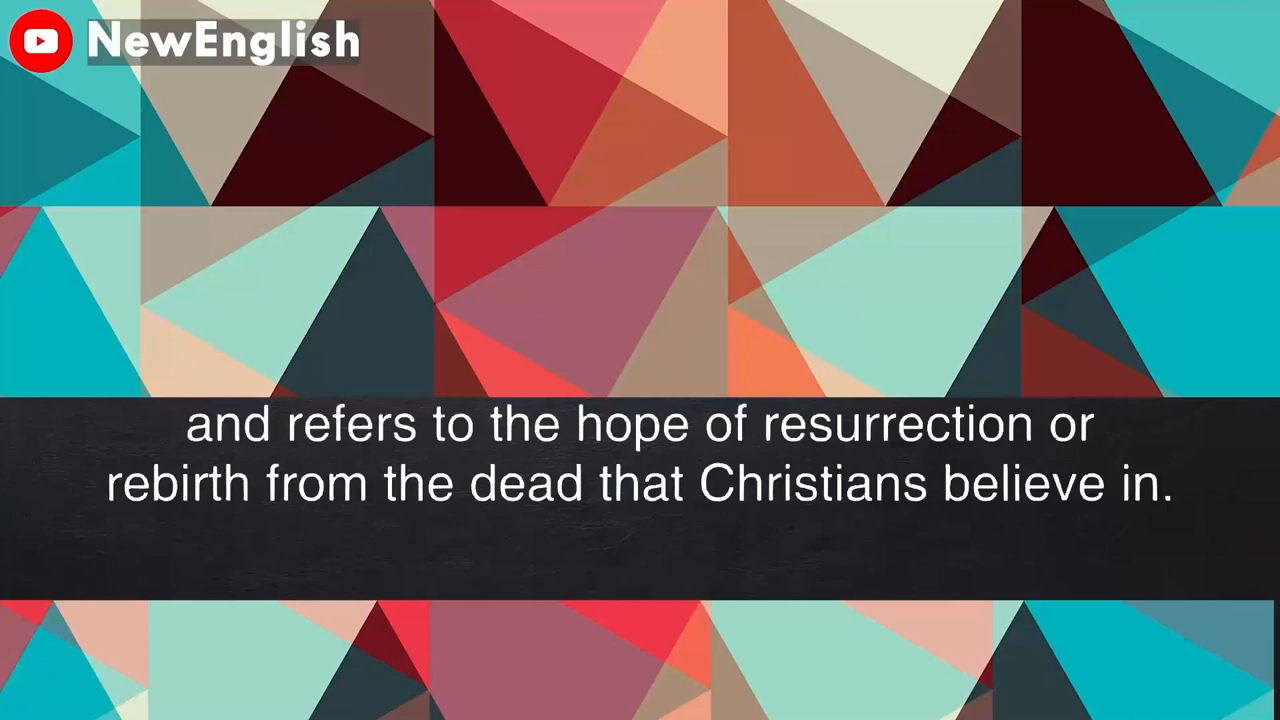 NewEnglish
and refers to the hope of resurrection or
rebirth from the dead that Christians believe in.